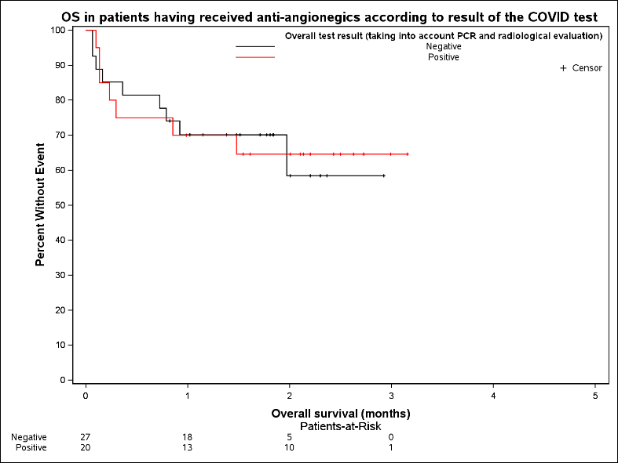 OS in patients having received anti-angionegics according to result of the COVID test
Overall test result (taking into account PCR and radiological evaluation)
Negative
Positive
+ Censor
Percent Without Event
100
90
80
70
60
50
40
30
20
10
0
0 1 2 3 4 5
Overall survival (months)
Patients-at-Risk
Negative 27 18 5 0
Positive 20 13 10 1